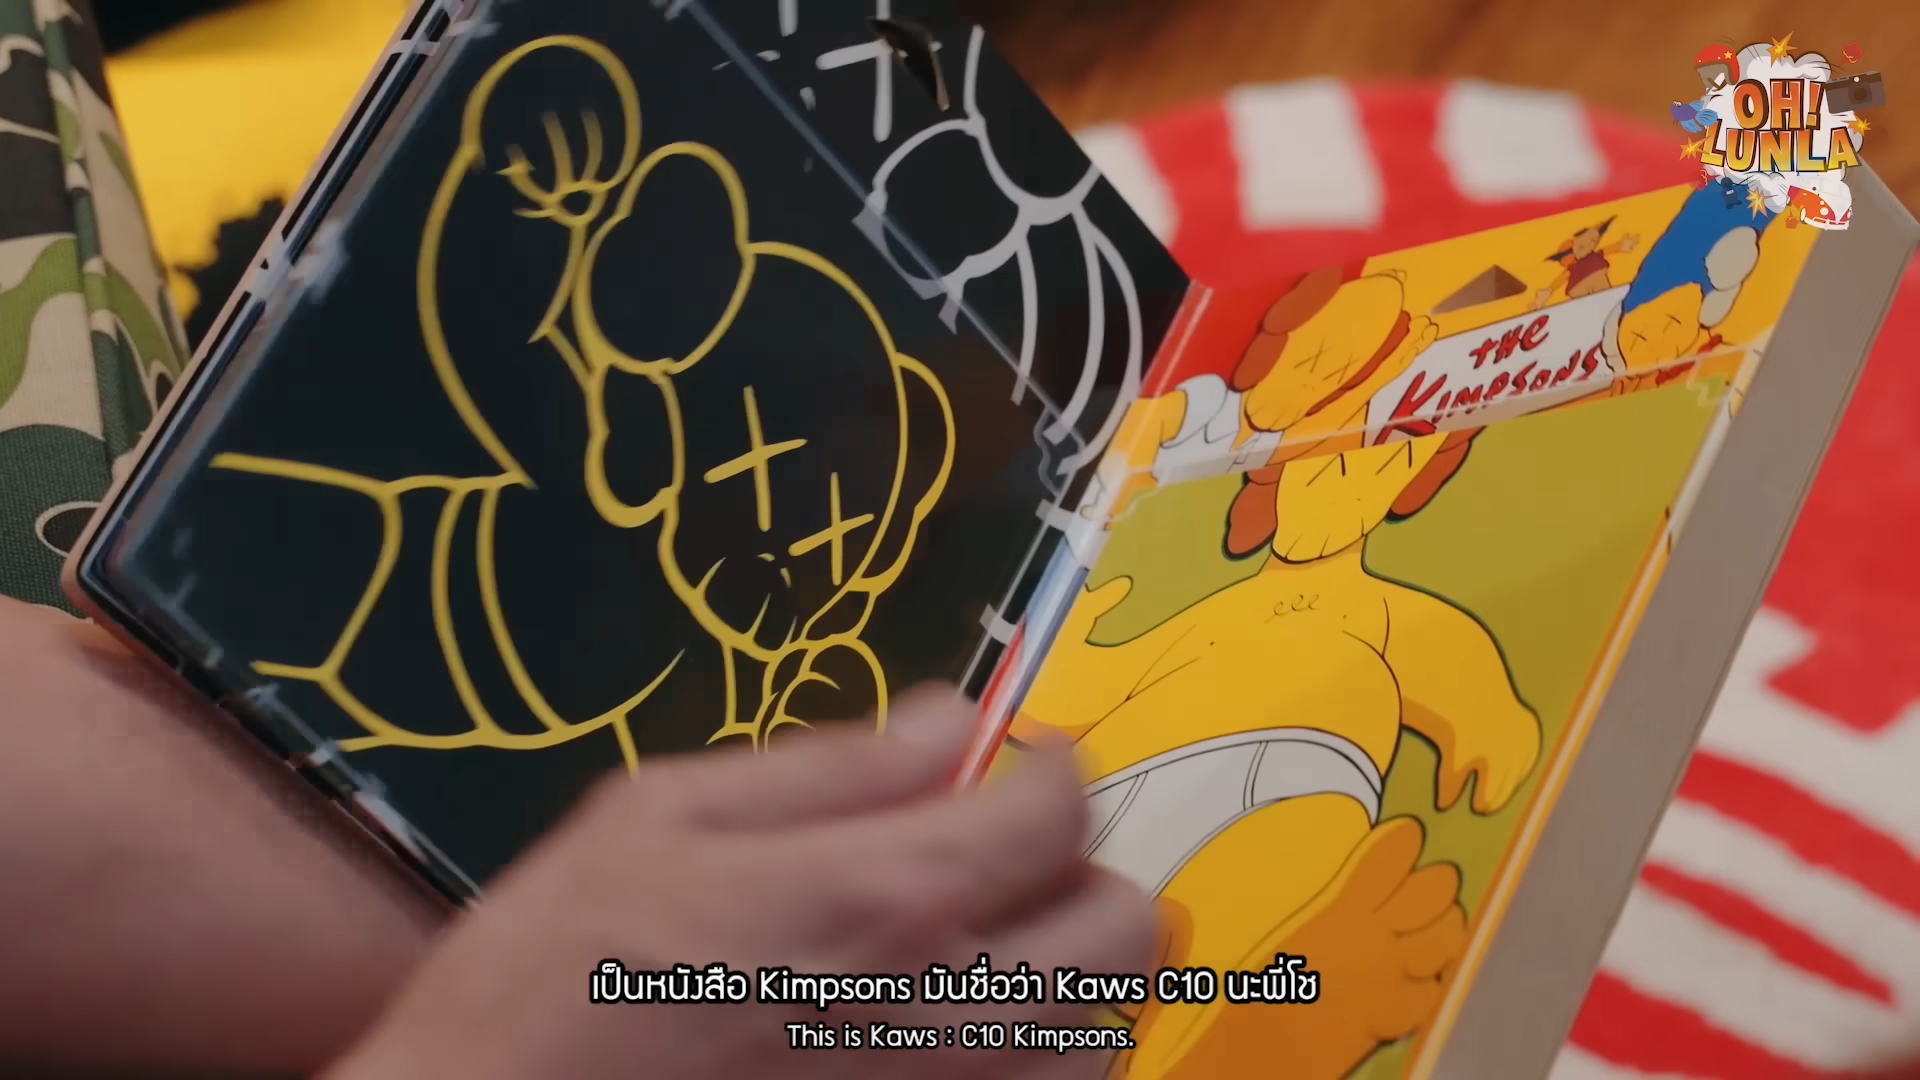 OH!
LUNLA
THE
KIMPSONS
เป็นหนังสือ Kimpsons มันชื่อว่า Kaws C10 นะพี่โช
This is Kaws : C10 Kimpsons.